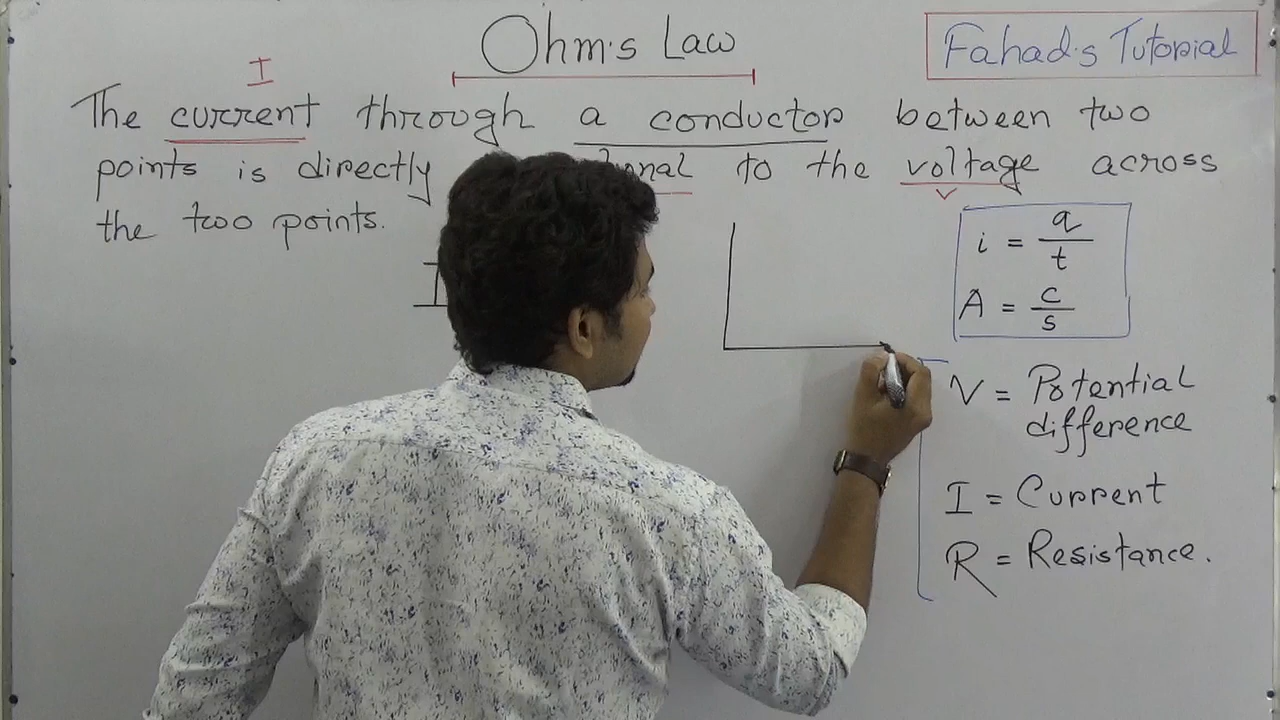 Ohm's Law
Fahad's Tutorial
I
The current through a conductor between two
points is directly to the voltage across
V
the two points.
I
i = q/t
A = c/s
V = Potential
difference
I = Current
R = Resistance.